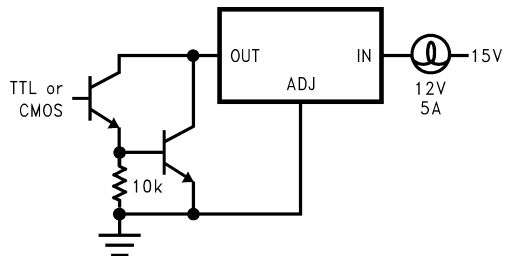 OUT
IN
15V
ADJ
TTL or
CMOS
12V
5A
10k